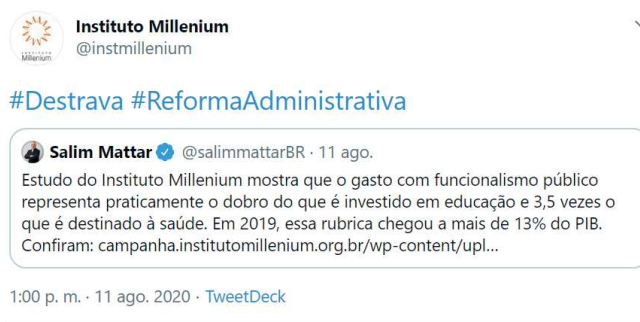 Instituto Millenium
@instmillenium
INSTITUTO
Millenium
#Destrava #ReformaAdministrativa
Salim Mattar @salimmattarBR · 11 ago.
Estudo do Instituto Millenium mostra que o gasto com funcionalismo público
representa praticamente o dobro do que é investido em educação e 3,5 vezes o
que é destinado à saúde. Em 2019, essa rubrica chegou a mais de 13% do PIB.
Confiram: campanha.institutomillenium.org.br/wp-content/upl...
1:00 p. m. · 11 ago. 2020 · TweetDeck